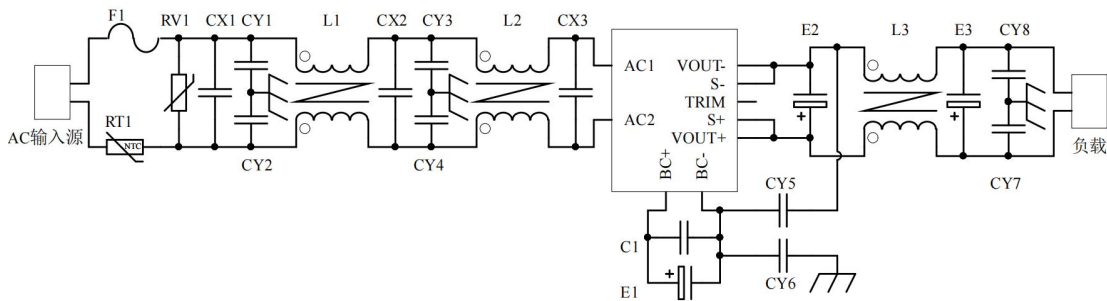 F1
RV1
CX1
CY1
L1
CX2
CY3
L2
CX3
E2
L3
E3
CY8
AC1
VOUT-
S-
TRIM
AC2
S+
VOUT+
BC+
BC-
AC输入源
RT1
NTC
CY2
CY4
+
+
负载
CY7
CY5
C1
+
E1
CY6